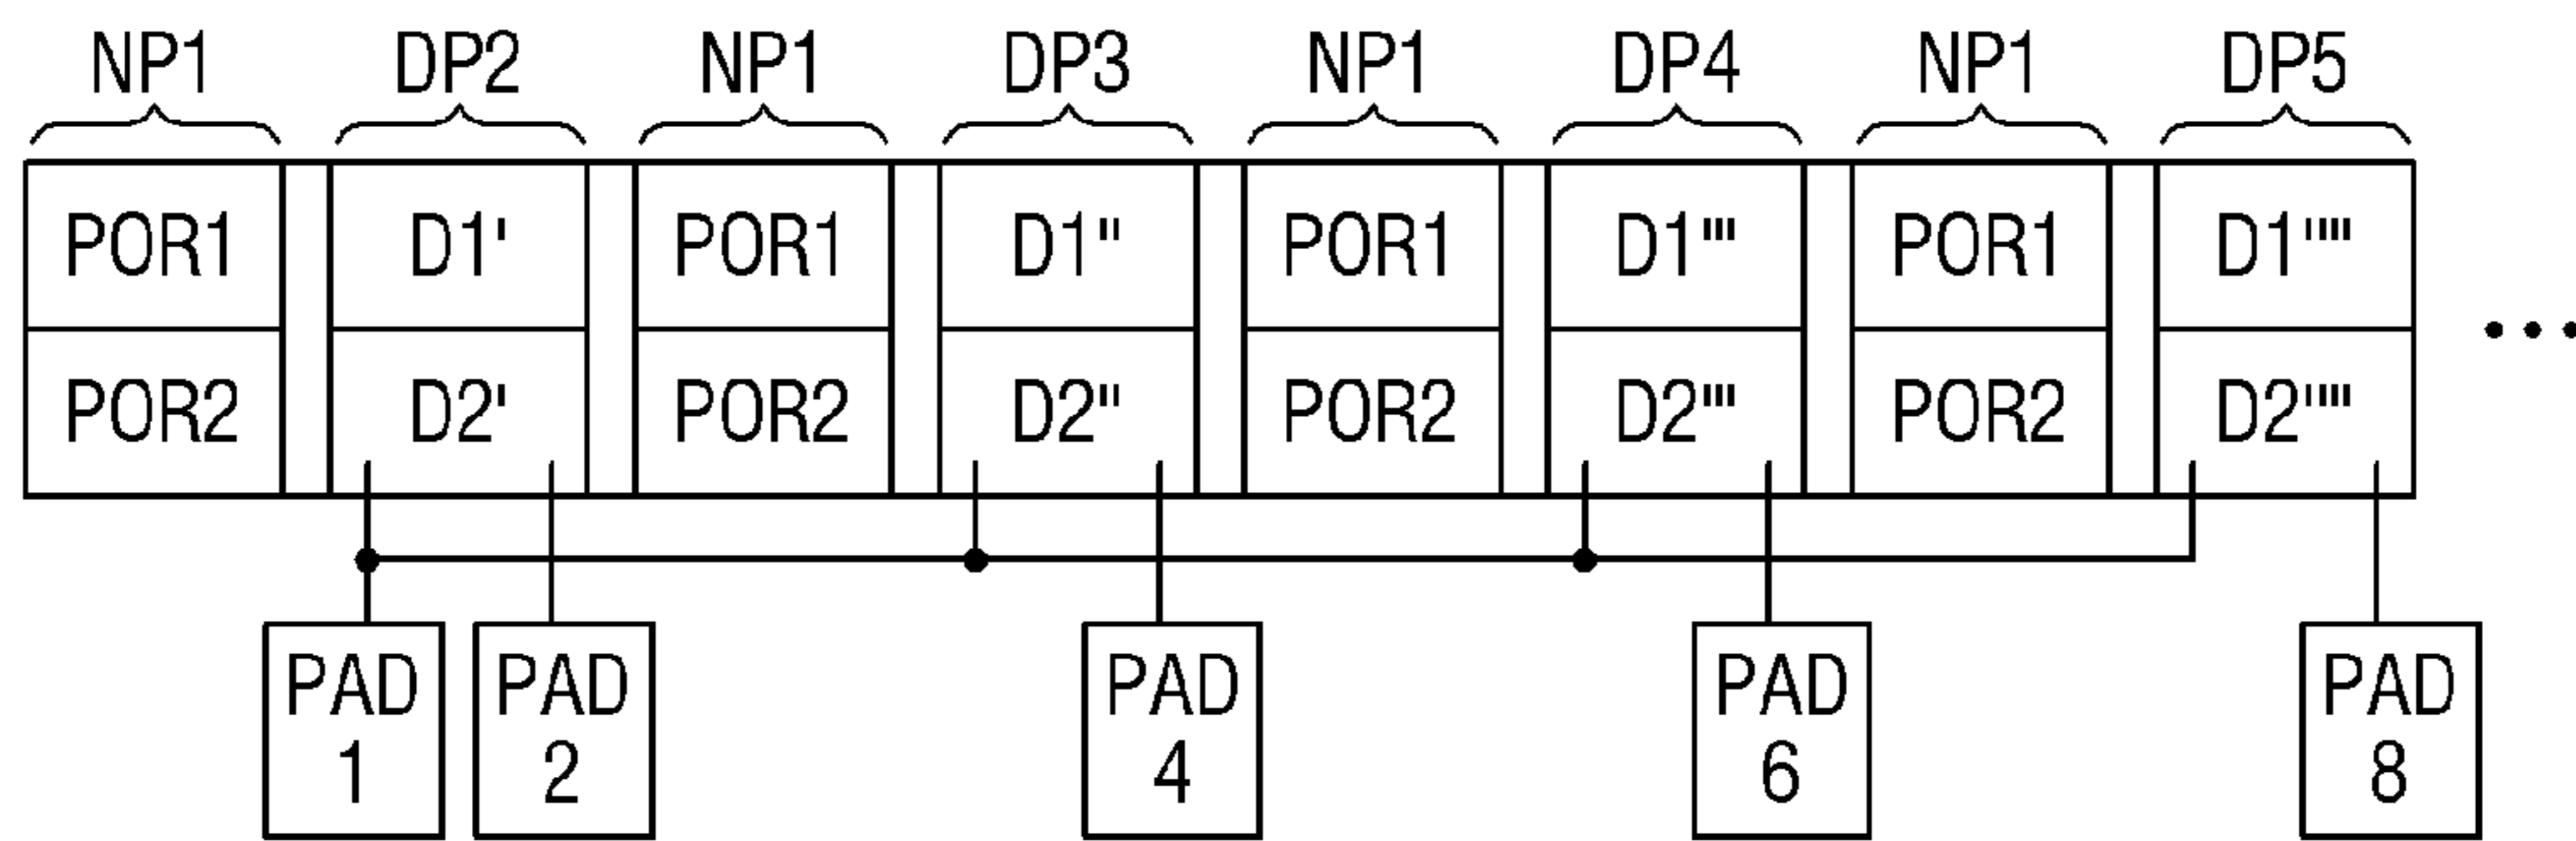 NP1 DP2 NP1 DP3 NP1 DP4 NP1 DP5
POR1 D1' POR1 D1" POR1 D1''' POR1 D1''''
POR2 D2' POR2 D2" POR2 D2''' POR2 D2''''
PAD PAD PAD PAD PAD
1 2 4 6 8